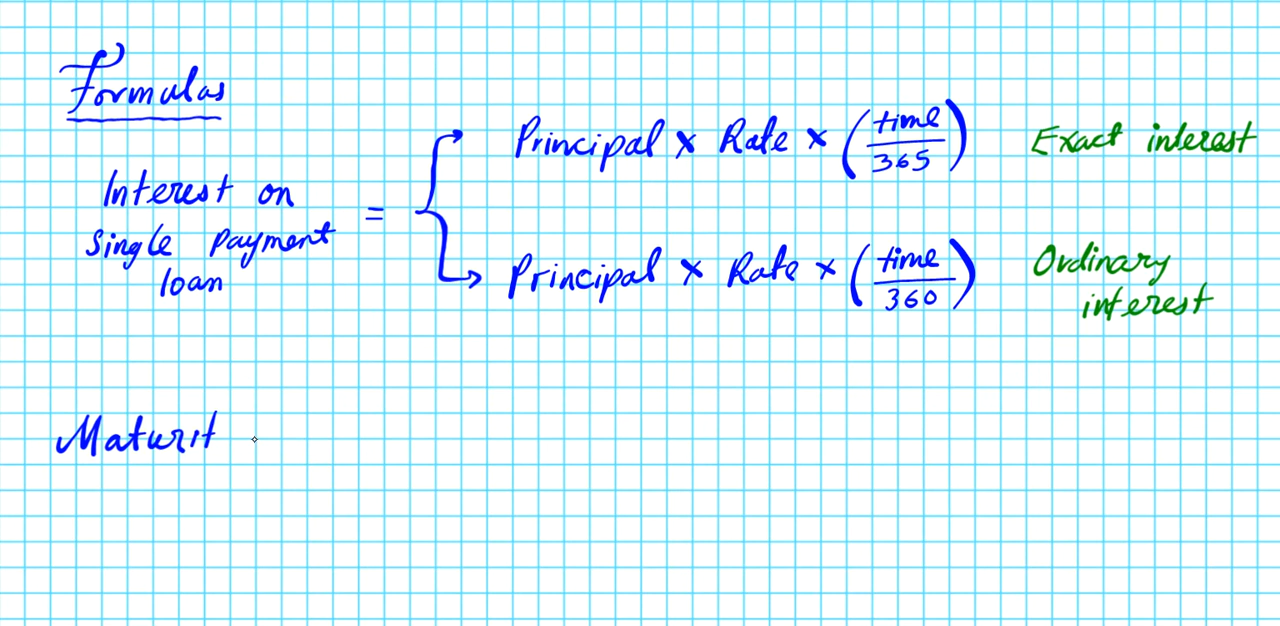 Formulas
Interest on
single payment
loan
=
Principal × Rate × (time/365)
Exact interest
Principal × Rate × (time/360)
Ordinary
interest
Maturit